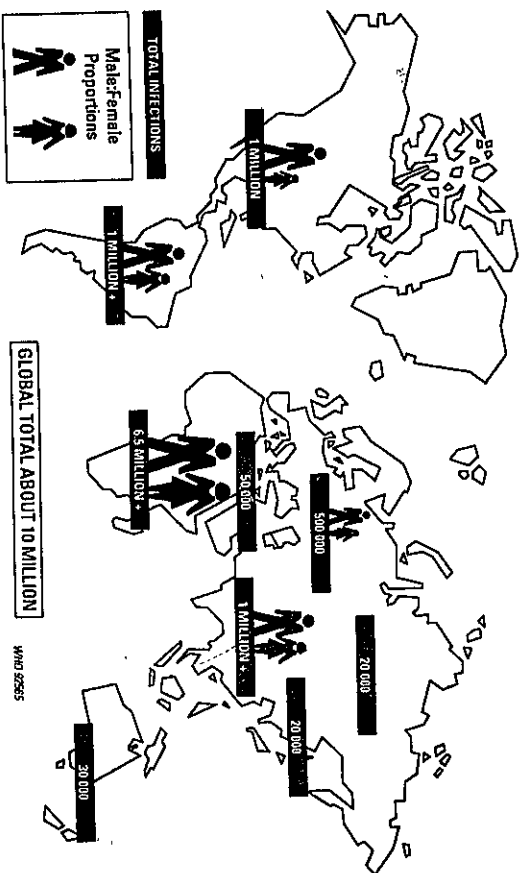 1 MILLION
1 MILLION +
500 000
50,000
6.5 MILLION +
20 000
1 MILLION +
20 000
30 000
TOTAL INFECTIONS
Male:Female
Proportions
GLOBAL TOTAL ABOUT 10 MILLION
WHO 92565